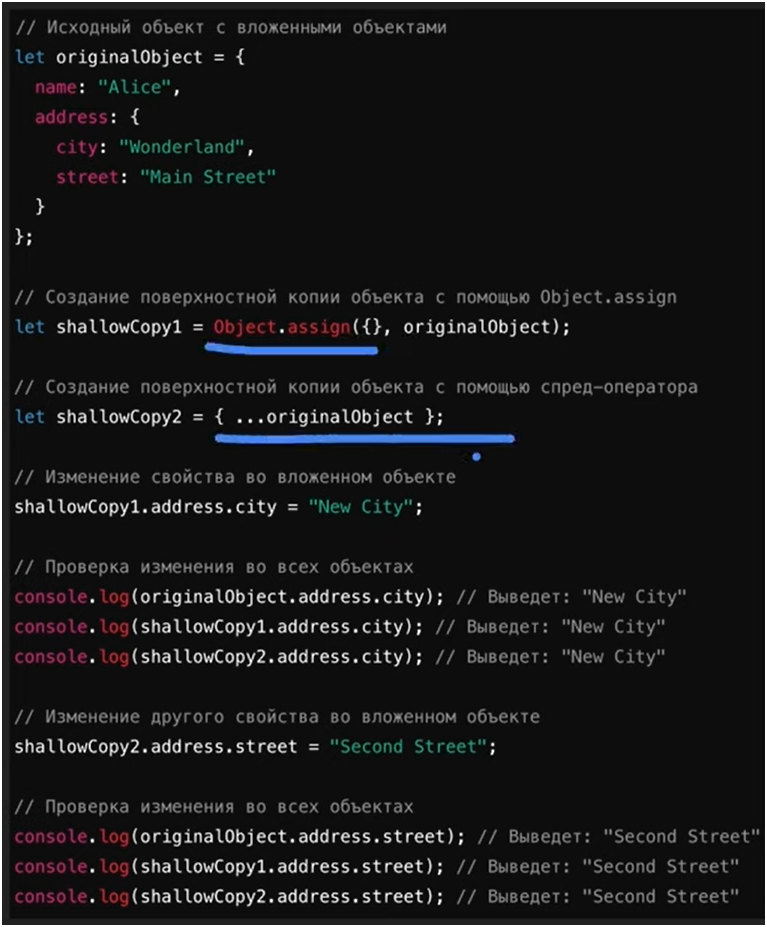 // Исходный объект с вложенными объектами
let originalObject = {
  name: "Alice",
  address: {
    city: "Wonderland",
    street: "Main Street"
  }
};
// Создание поверхностной копии объекта с помощью Object.assign
let shallowCopy1 = Object.assign({}, originalObject);
// Создание поверхностной копии объекта с помощью спред-оператора
let shallowCopy2 = { ...originalObject };
// Изменение свойства во вложенном объекте
shallowCopy1.address.city = "New City";
// Проверка изменения во всех объектах
console.log(originalObject.address.city); // Выведет: "New City"
console.log(shallowCopy1.address.city); // Выведет: "New City"
console.log(shallowCopy2.address.city); // Выведет: "New City"
// Изменение другого свойства во вложенном объекте
shallowCopy2.address.street = "Second Street";
// Проверка изменения во всех объектах
console.log(originalObject.address.street); // Выведет: "Second Street"
console.log(shallowCopy1.address.street); // Выведет: "Second Street"
console.log(shallowCopy2.address.street); // Выведет: "Second Street"